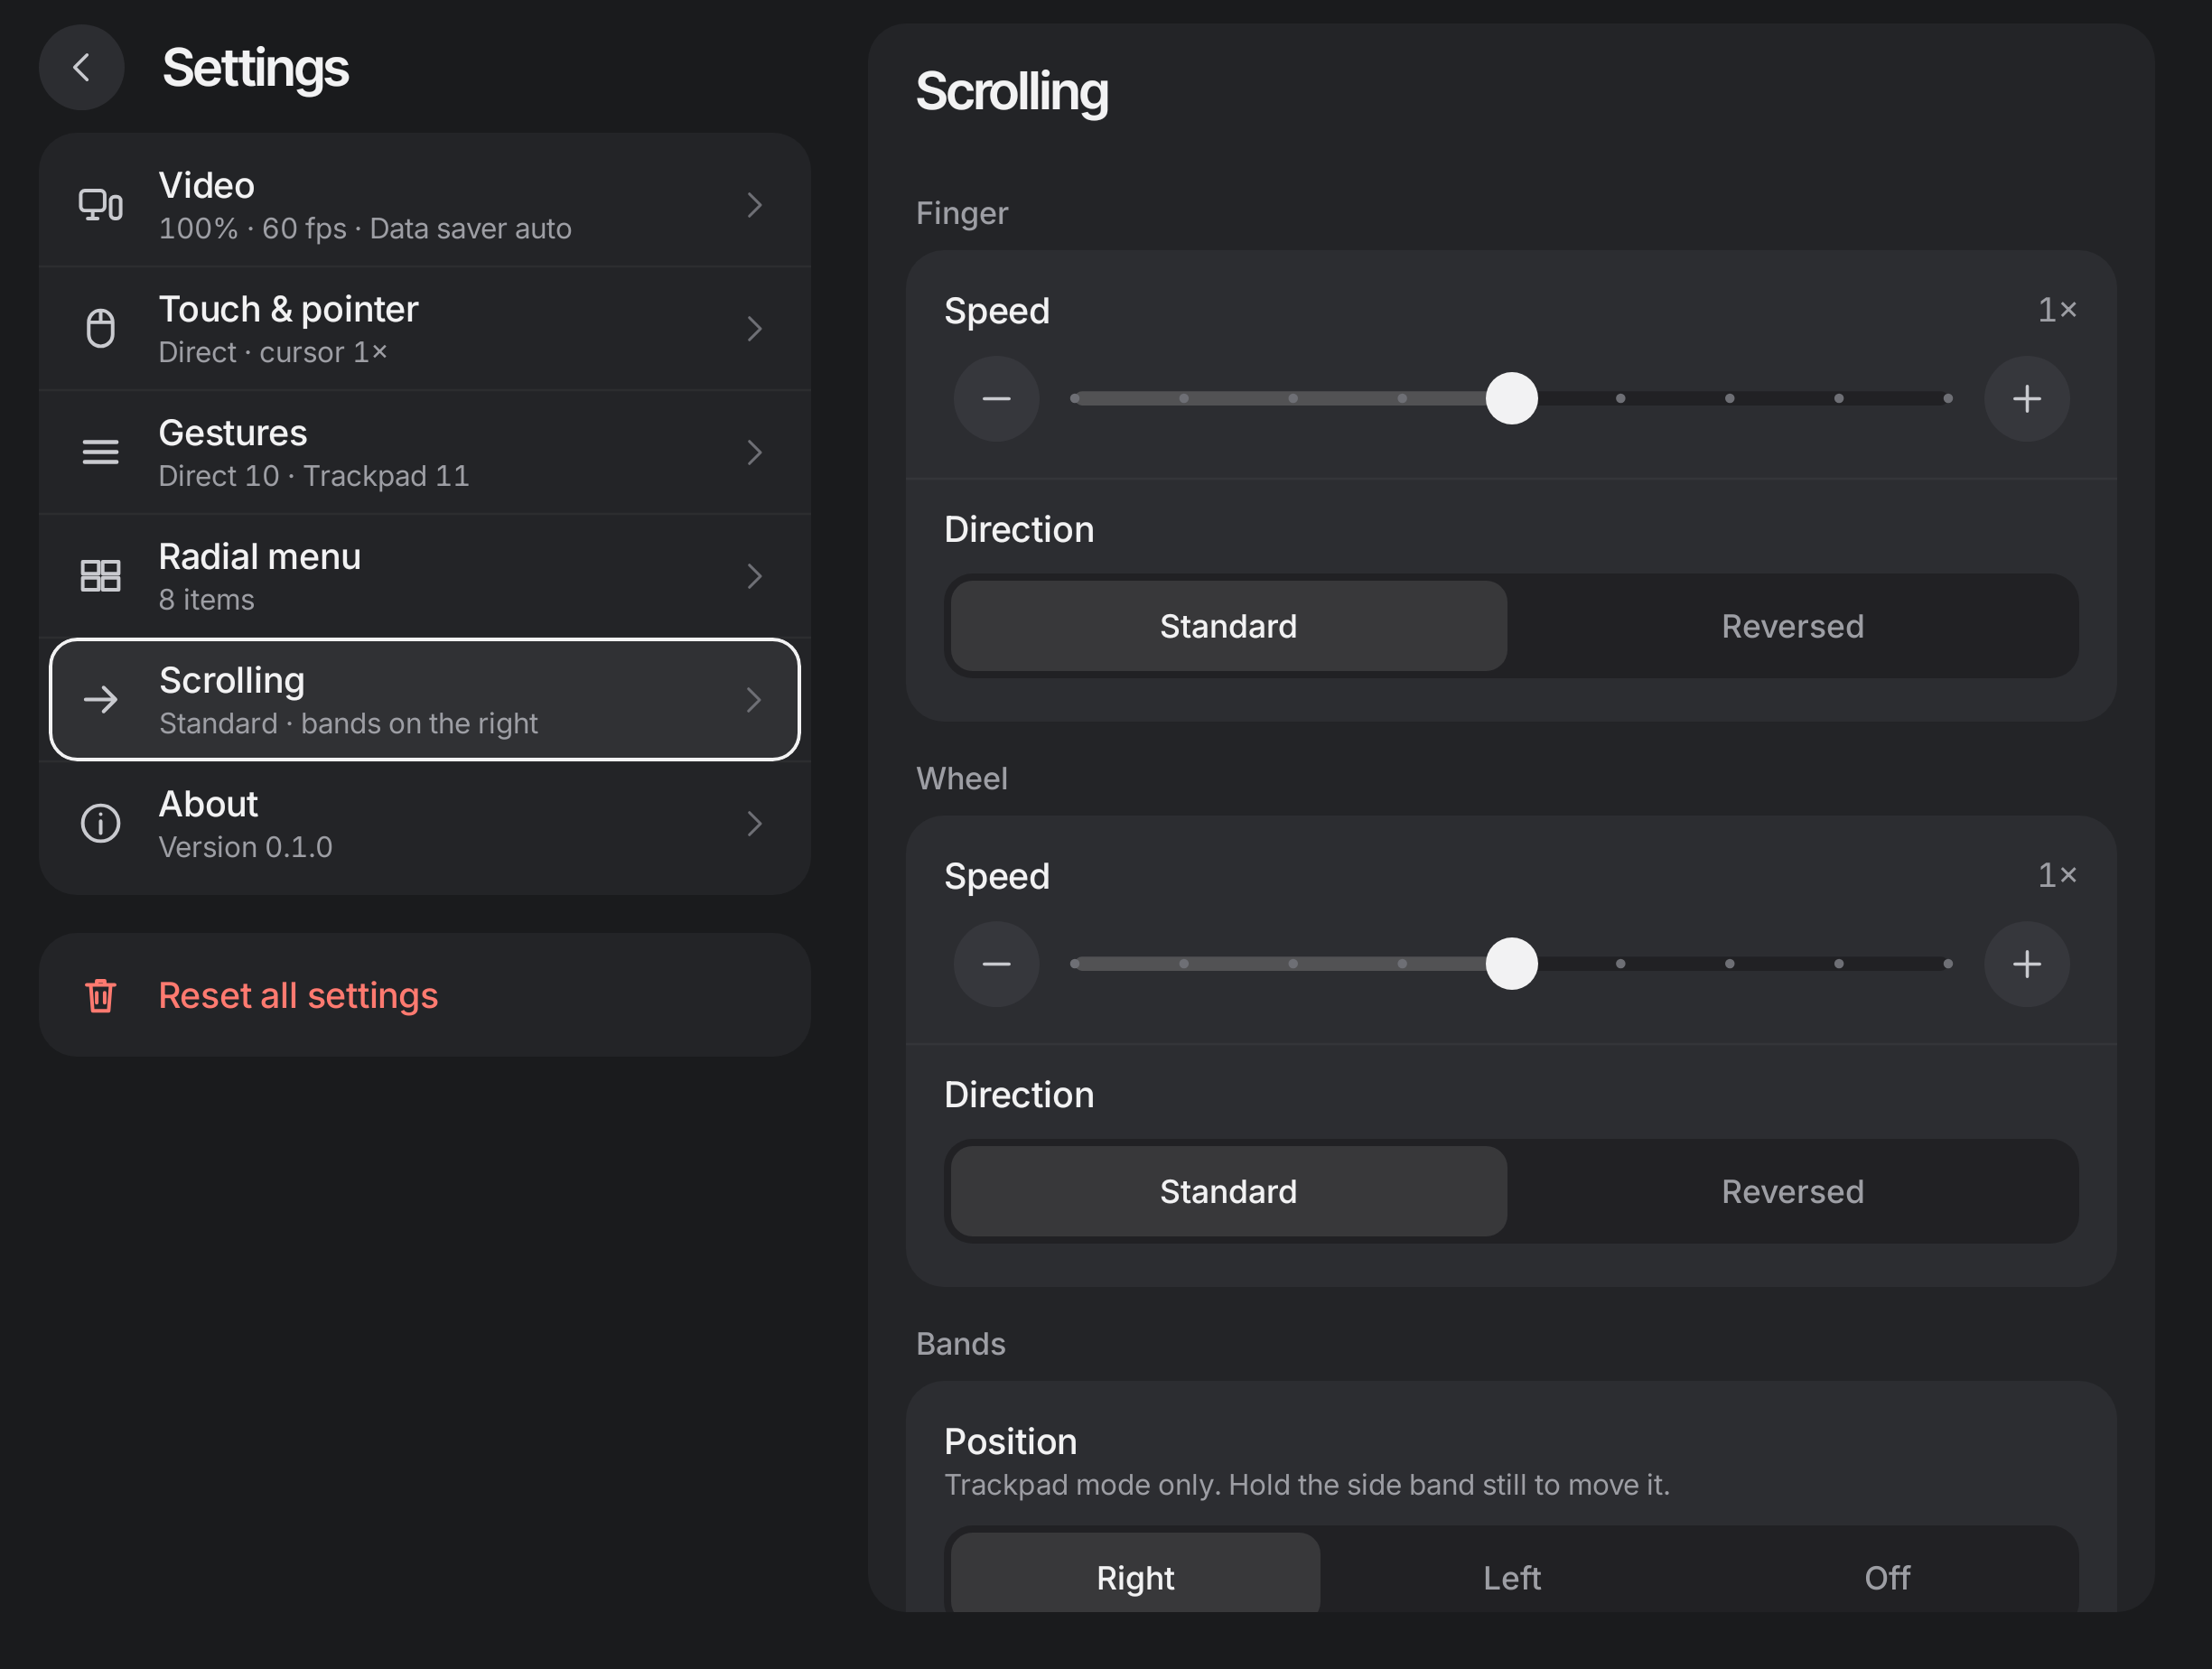 Settings
Video
100% · 60 fps · Data saver auto
Touch & pointer
Direct · cursor 1×
Gestures
Direct 10 · Trackpad 11
Radial menu
8 items
Scrolling
Standard · bands on the right
About
Version 0.1.0
Reset all settings
Scrolling
Finger
Speed 1×
Direction
Standard Reversed
Wheel
Speed 1×
Direction
Standard Reversed
Bands
Position
Trackpad mode only. Hold the side band still to move it.
Right Left Off